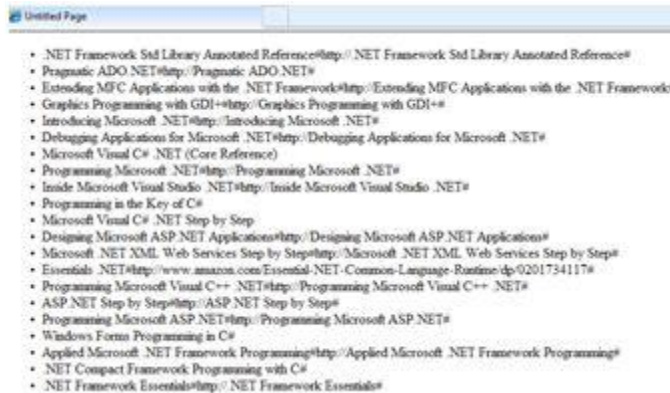 Untitled Page
.NET Framework Std Library Annotated Reference#http://.NET Framework Std Library Annotated Reference#
Pragmatic ADO.NET#http://Pragmatic ADO.NET#
Extending MFC Applications with the .NET Framework#http://Extending MFC Applications with the .NET Framework
Graphics Programming with GDI+#http://Graphics Programming with GDI+#
Introducing Microsoft .NET#http://Introducing Microsoft .NET#
Debugging Applications for Microsoft .NET#http://Debugging Applications for Microsoft .NET#
Microsoft Visual C# .NET (Core Reference)
Programming Microsoft .NET#http://Programming Microsoft .NET#
Inside Microsoft Visual Studio .NET#http://Inside Microsoft Visual Studio .NET#
Programming in the Key of C#
Microsoft Visual C# .NET Step by Step
Designing Microsoft ASP.NET Applications#http://Designing Microsoft ASP.NET Applications#
Microsoft .NET XML Web Services Step by Step#http://Microsoft .NET XML Web Services Step by Step#
Essentials .NET#http://www.amazon.com/Essential-NET-Common-Language-Runtime/dp/0201734117#
Programming Microsoft Visual C++ .NET#http://Programming Microsoft Visual C++ .NET#
ASP.NET Step by Step#http://ASP.NET Step by Step#
Programming Microsoft ASP.NET#http://Programming Microsoft ASP.NET#
Windows Forms Programming in C#
Applied Microsoft .NET Framework Programming#http://Applied Microsoft .NET Framework Programming#
.NET Compact Framework Programming with C#
.NET Framework Essentials#http://.NET Framework Essentials#